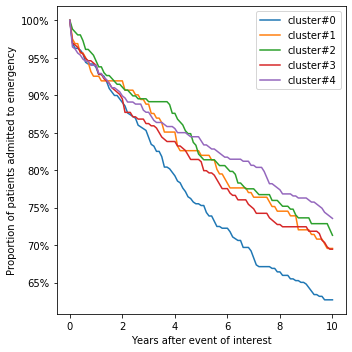 100%
95%
90%
85%
80%
75%
70%
65%
Proportion of patients admitted to emergency
cluster#0
cluster#1
cluster#2
cluster#3
cluster#4
0 2 4 6 8 10
Years after event of interest